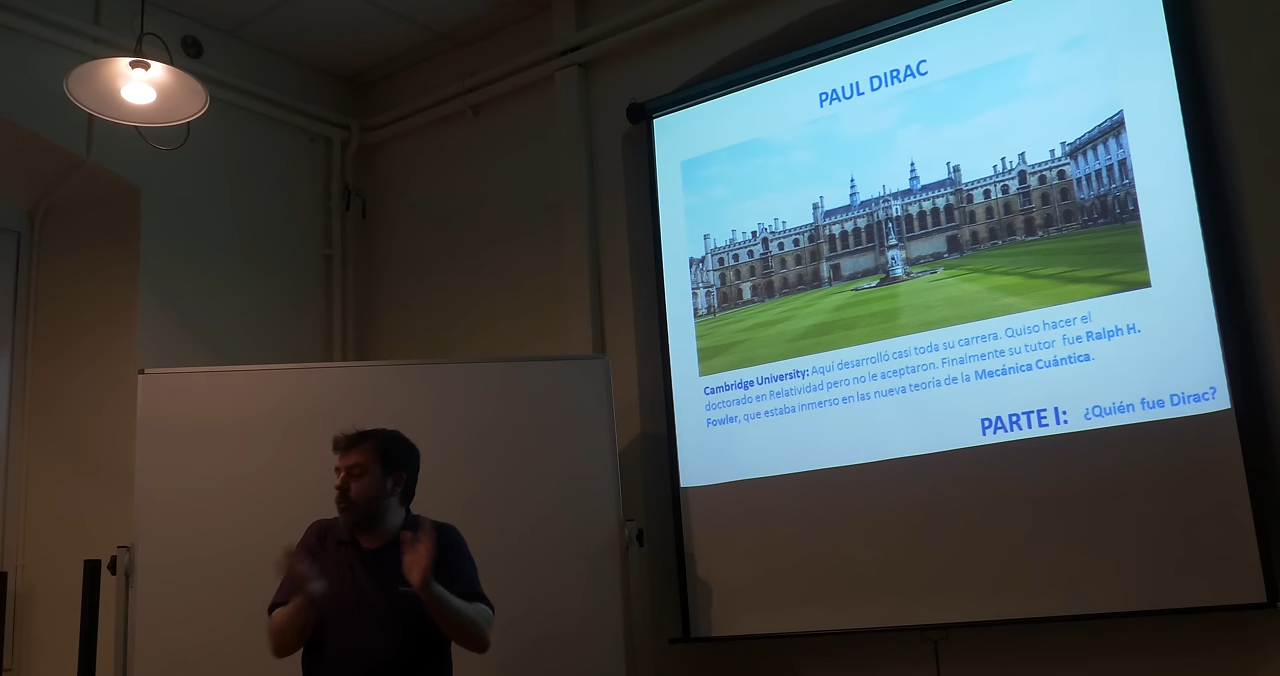 PAUL DIRAC
Cambridge University: Aquí desarrolló casi toda su carrera. Quiso hacer el
doctorado en Relatividad pero no le aceptaron. Finalmente su tutor fue Ralph H.
Fowler, que estaba inmerso en las nueva teoría de la Mecánica Cuántica.
PARTE I: ¿Quién fue Dirac?